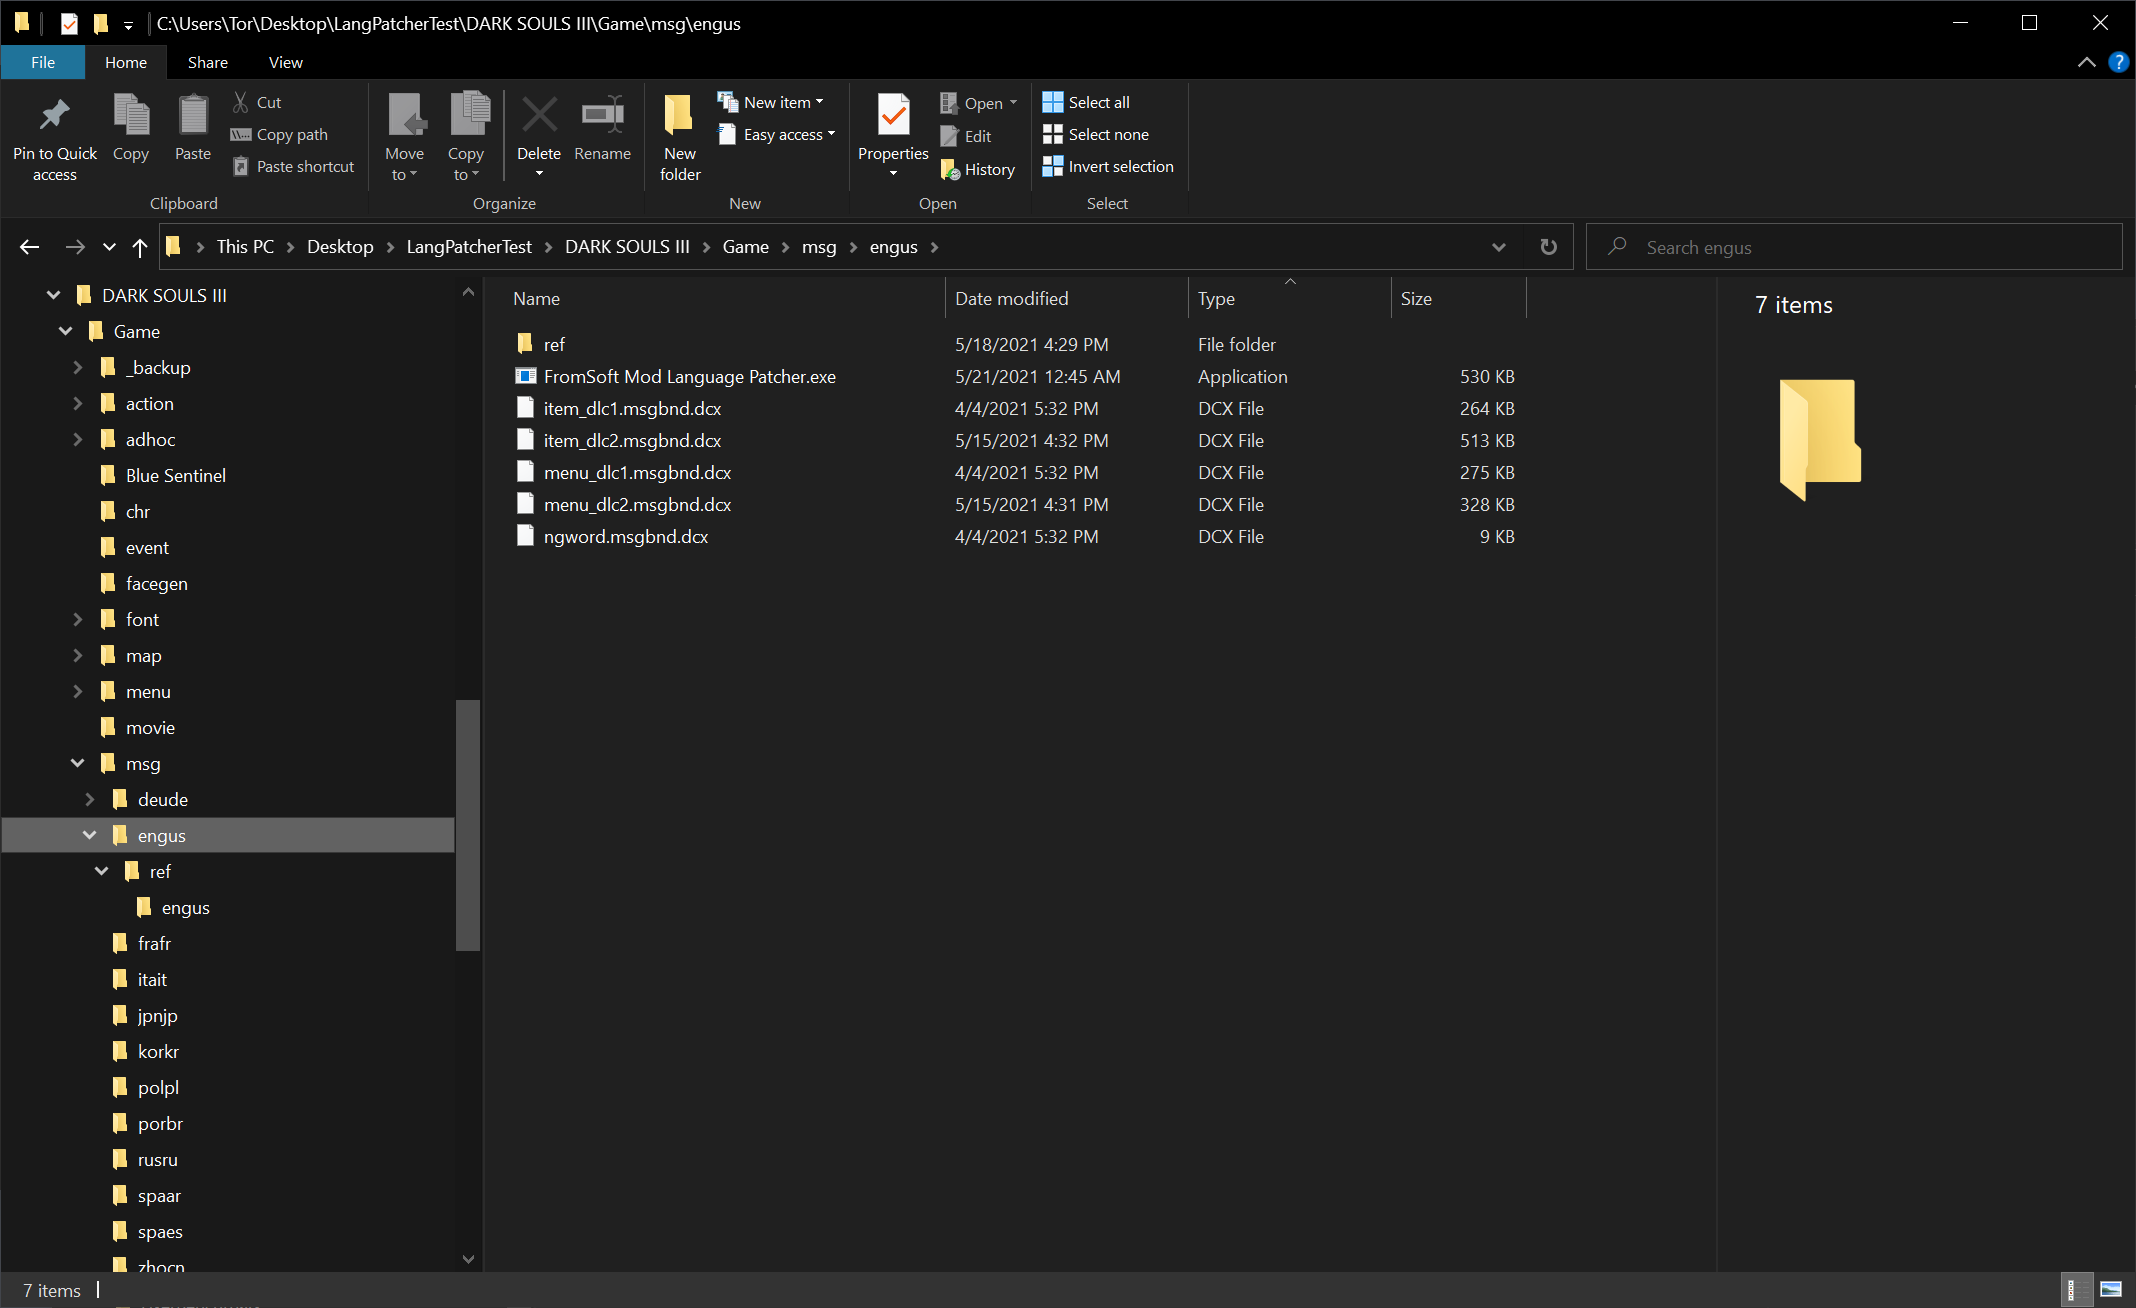 C:\Users\Tor\Desktop\LangPatcherTest\DARK SOULS III\Game\msg\engus
File Home Share View
Pin to Quick access
Copy
Paste
Cut
Copy path
Paste shortcut
Clipboard
Move to
Copy to
Delete
Rename
Organize
New folder
New item
Easy access
New
Properties
Open
Edit
History
Open
Select all
Select none
Invert selection
Select
This PC > Desktop > LangPatcherTest > DARK SOULS III > Game > msg > engus >
Search engus
DARK SOULS III
Game
_backup
action
adhoc
Blue Sentinel
chr
event
facegen
font
map
menu
movie
msg
deude
engus
ref
engus
frafr
itait
jpnjp
korkr
polpl
porbr
rusru
spaar
spaes
zhocn
Name Date modified Type Size
ref 5/18/2021 4:29 PM File folder
FromSoft Mod Language Patcher.exe 5/21/2021 12:45 AM Application 530 KB
item_dlc1.msgbnd.dcx 4/4/2021 5:32 PM DCX File 264 KB
item_dlc2.msgbnd.dcx 5/15/2021 4:32 PM DCX File 513 KB
menu_dlc1.msgbnd.dcx 4/4/2021 5:32 PM DCX File 275 KB
menu_dlc2.msgbnd.dcx 5/15/2021 4:31 PM DCX File 328 KB
ngword.msgbnd.dcx 4/4/2021 5:32 PM DCX File 9 KB
7 items
7 items